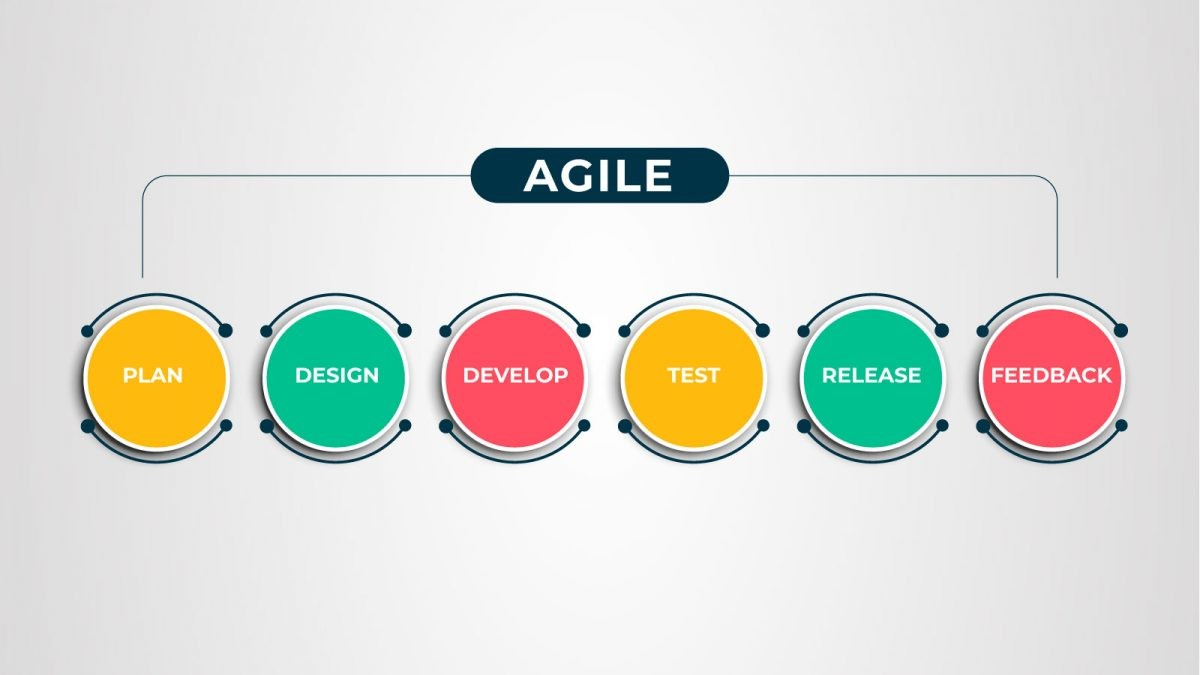 AGILE
PLAN
DESIGN
DEVELOP
TEST
RELEASE
FEEDBACK